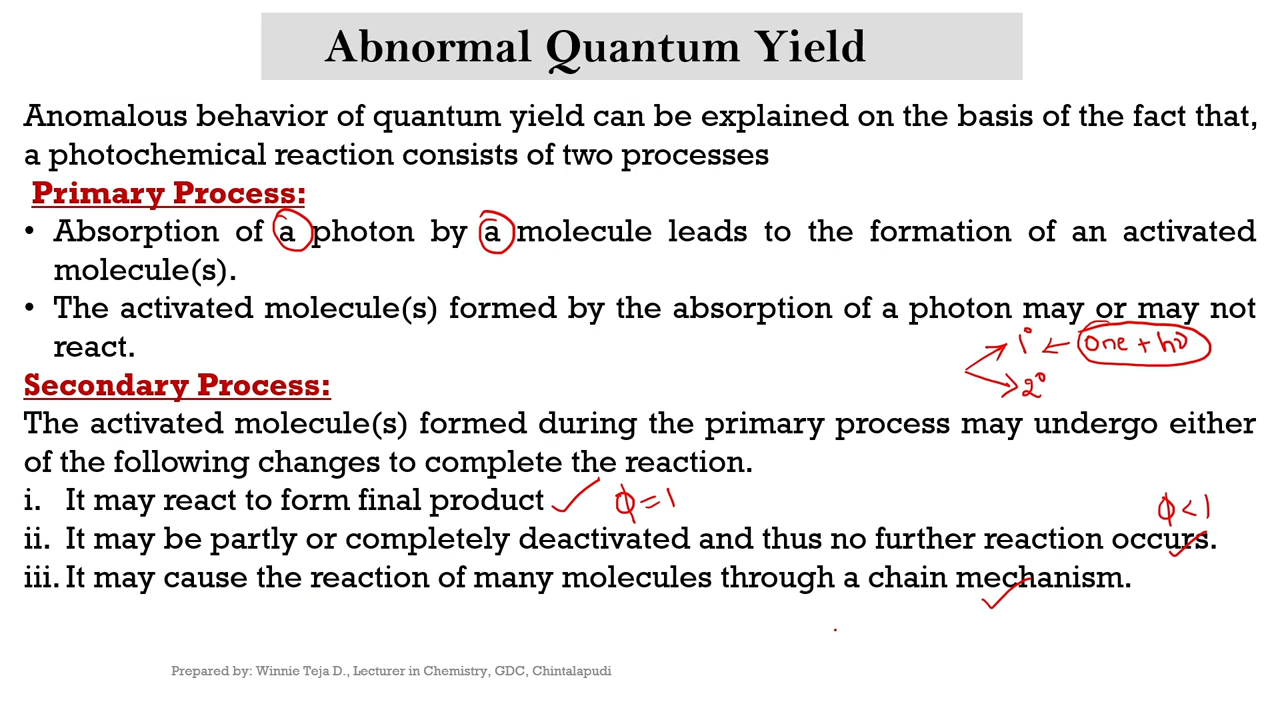 Abnormal Quantum Yield
Anomalous behavior of quantum yield can be explained on the basis of the fact that,
a photochemical reaction consists of two processes
Primary Process:
• Absorption of a photon by a molecule leads to the formation of an activated
molecule(s).
• The activated molecule(s) formed by the absorption of a photon may or may not
react.
1° ← one + hν
Secondary Process:
2°
The activated molecule(s) formed during the primary process may undergo either
of the following changes to complete the reaction.
i. It may react to form final product ✓ ϕ = 1
ϕ < 1
ii. It may be partly or completely deactivated and thus no further reaction occurs. ✓
iii. It may cause the reaction of many molecules through a chain mechanism. ✓
Prepared by: Winnie Teja D., Lecturer in Chemistry, GDC, Chintalapudi